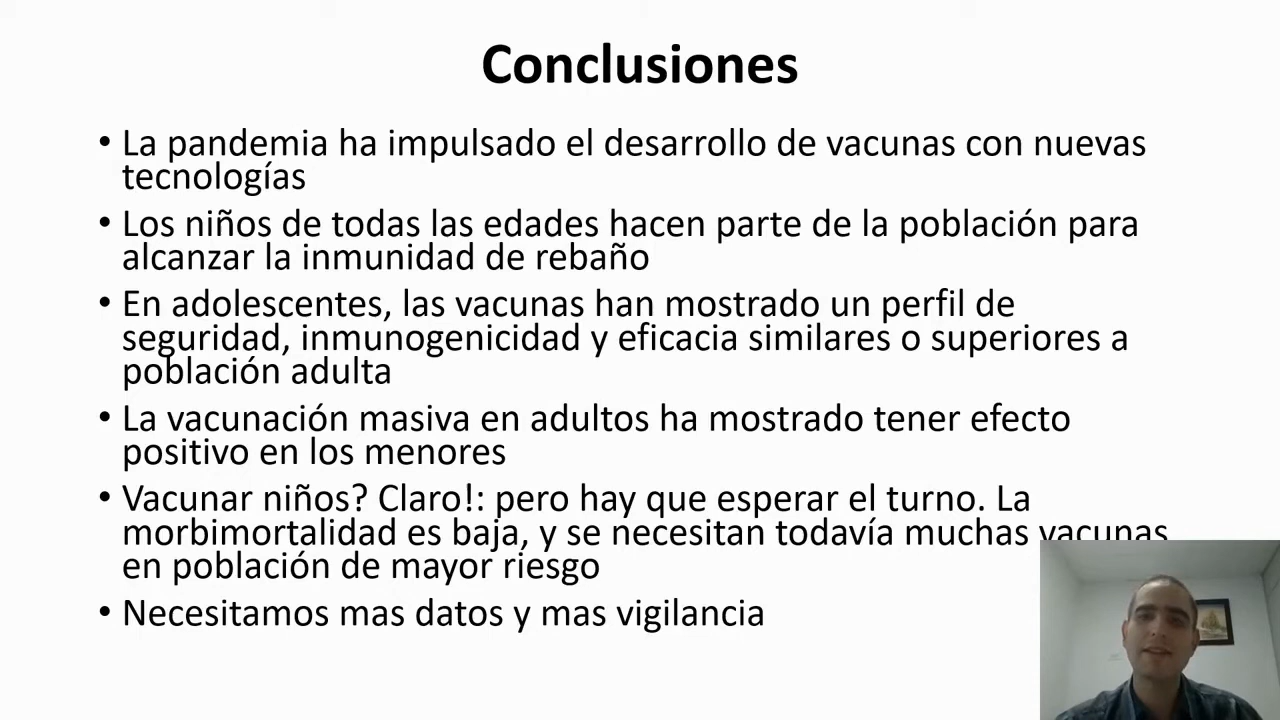 Conclusiones
• La pandemia ha impulsado el desarrollo de vacunas con nuevas
tecnologías
• Los niños de todas las edades hacen parte de la población para
alcanzar la inmunidad de rebaño
• En adolescentes, las vacunas han mostrado un perfil de
seguridad, inmunogenicidad y eficacia similares o superiores a
población adulta
• La vacunación masiva en adultos ha mostrado tener efecto
positivo en los menores
• Vacunar niños? Claro!: pero hay que esperar el turno. La
morbimortalidad es baja, y se necesitan todavía muchas vacunas
en población de mayor riesgo
• Necesitamos mas datos y mas vigilancia